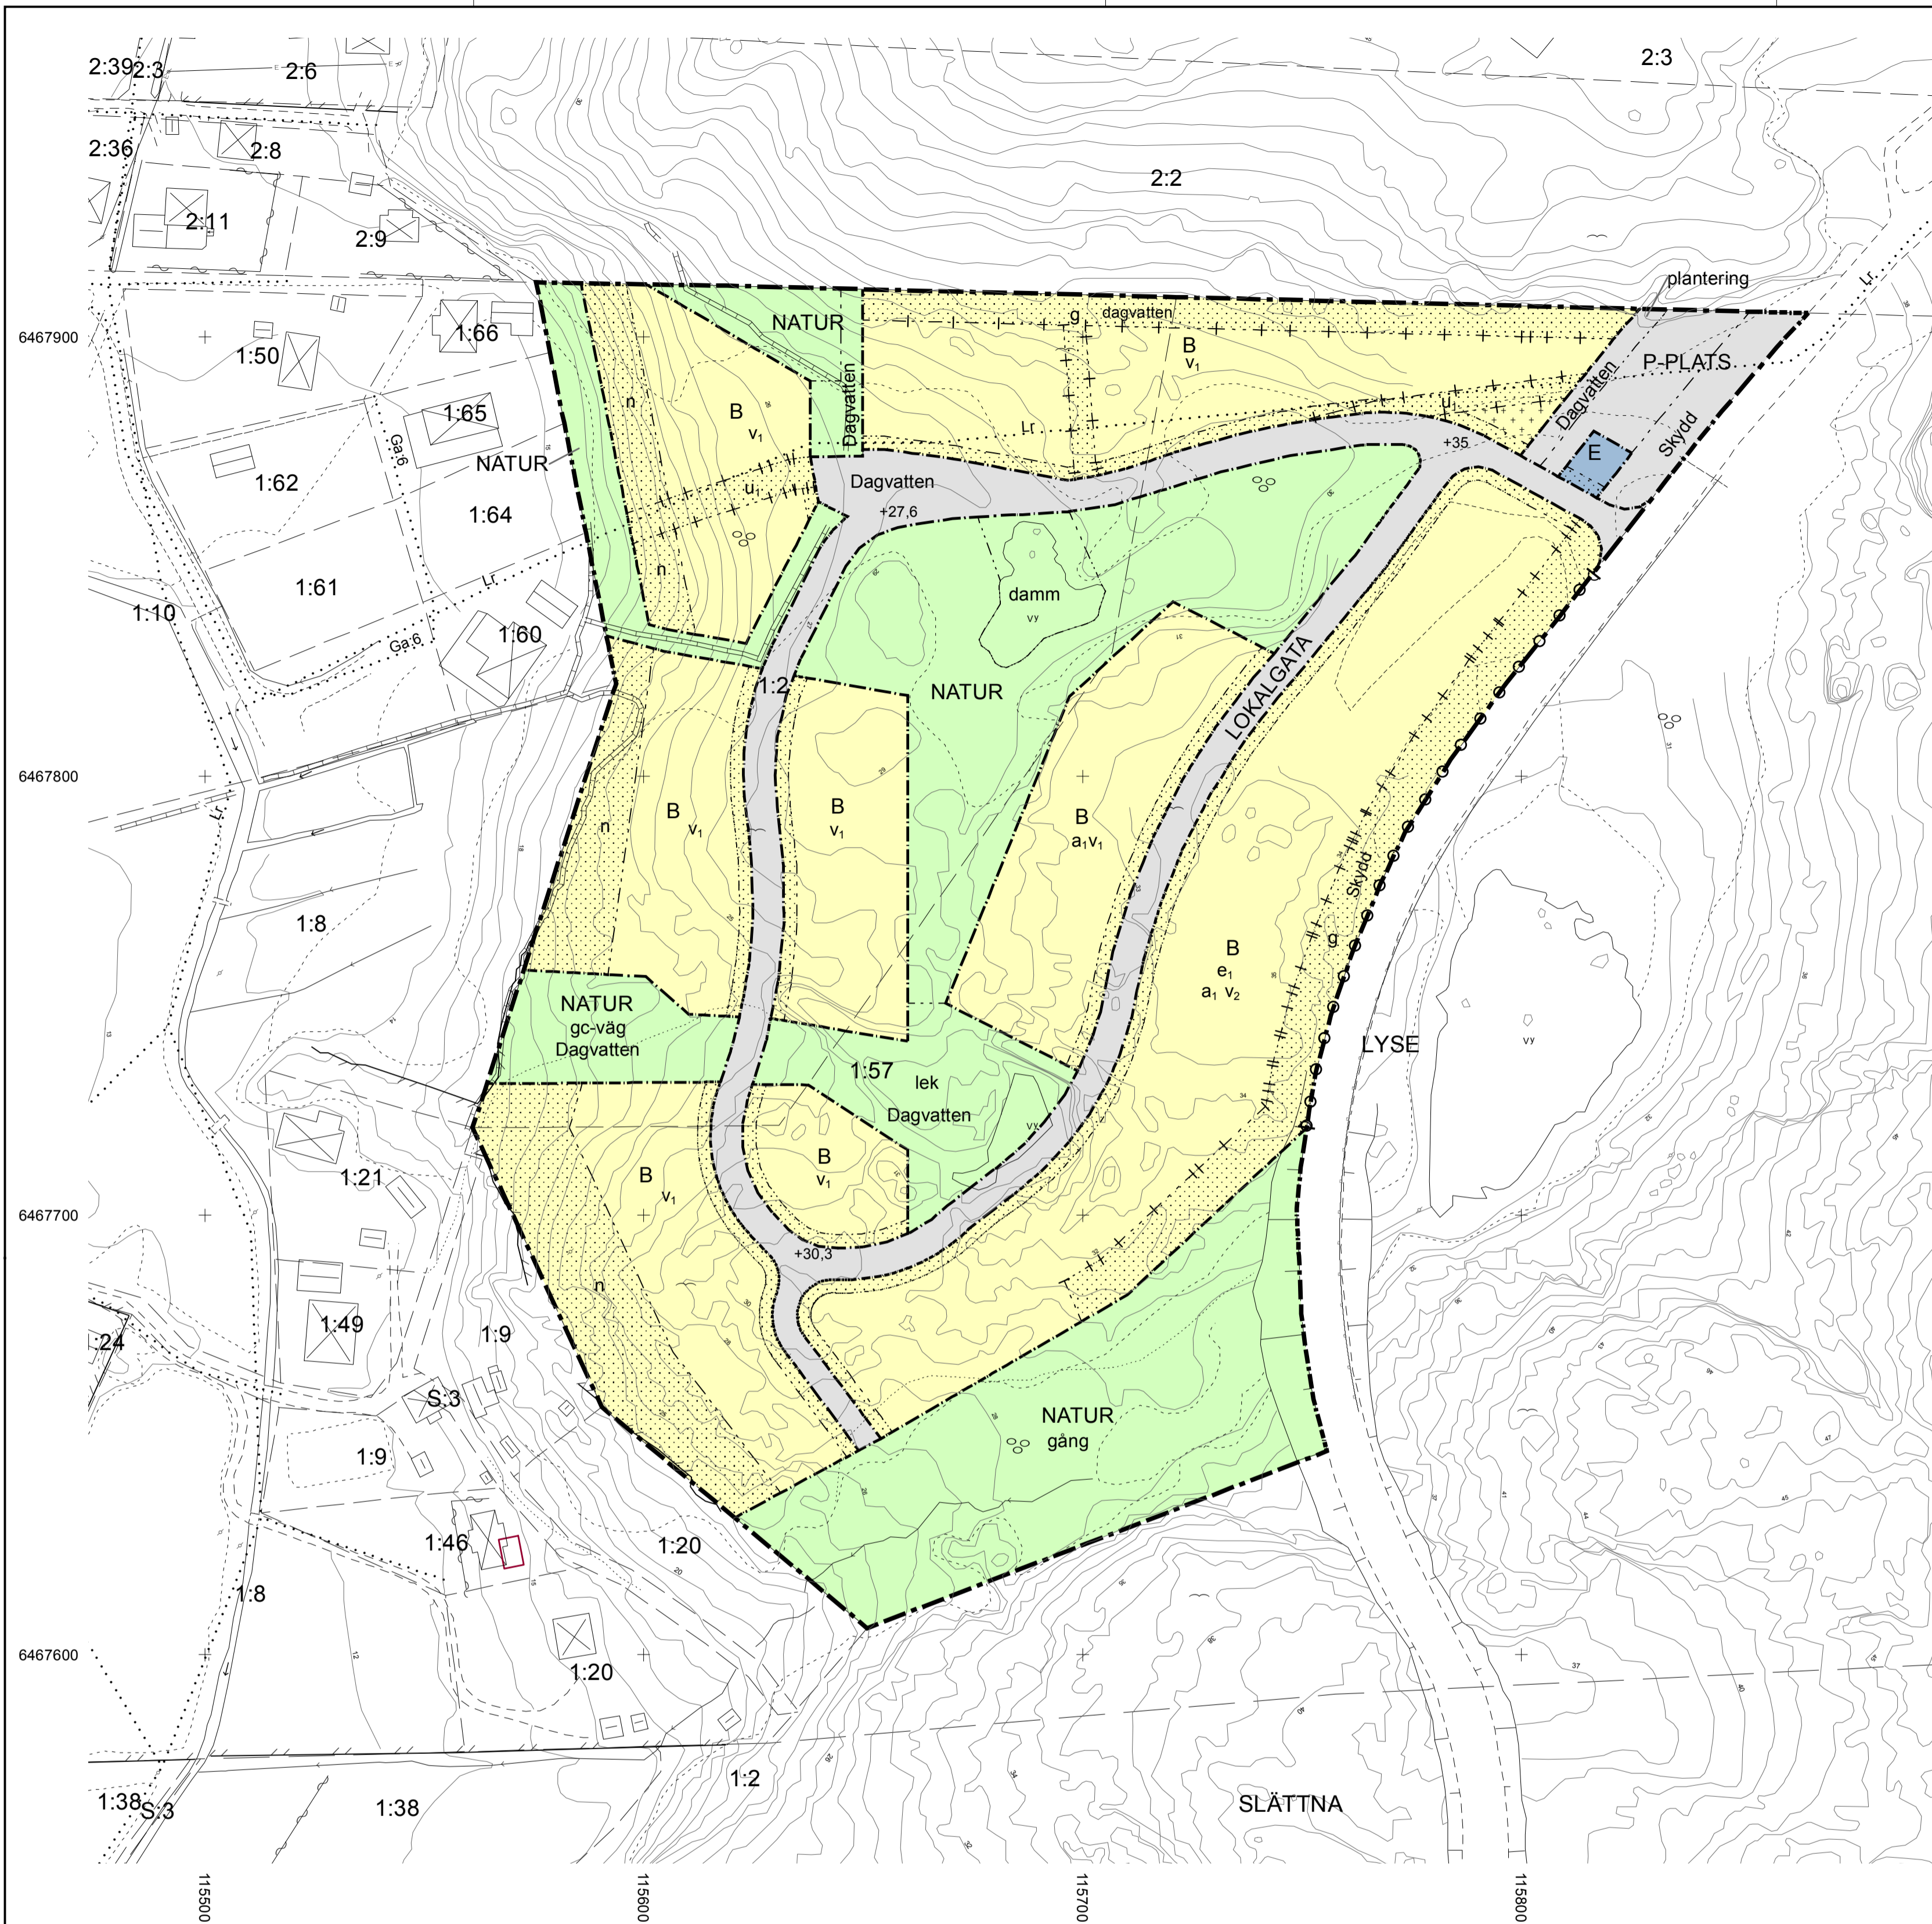 2:39
2:3
2:6
2:3
2:36
2:8
2:2
2:11
2:9
plantering
Lr
NATUR
g
dagvatten
6467900
1:66
1:50
B
v1
P-PLATS
Dagvatten
Dagvatten
n
B
v1
1:65
u1
Lr
+35
E
Skydd
Ga:6
NATUR
1:62
u1
Dagvatten
1:64
+27,6
n
Lr
1:61
damm
vy
1:10
1:60
Ga:6
LOKALGATA
1:2
NATUR
6467800
Lr
n
B
v1
B
v1
B
a1v1
Skydd
1:8
g
B
e1
a1 v2
NATUR
gc-väg
Dagvatten
LYSE
vy
1:57
lek
Dagvatten
vy
B
v1
B
v1
1:21
6467700
+30,3
n
1:49
1:9
:24
S:3
NATUR
gång
1:9
1:46
1:20
1:8
6467600
1:20
1:2
1:38
S:3
1:38
SLÄTTNA
115500
115600
115700
115800